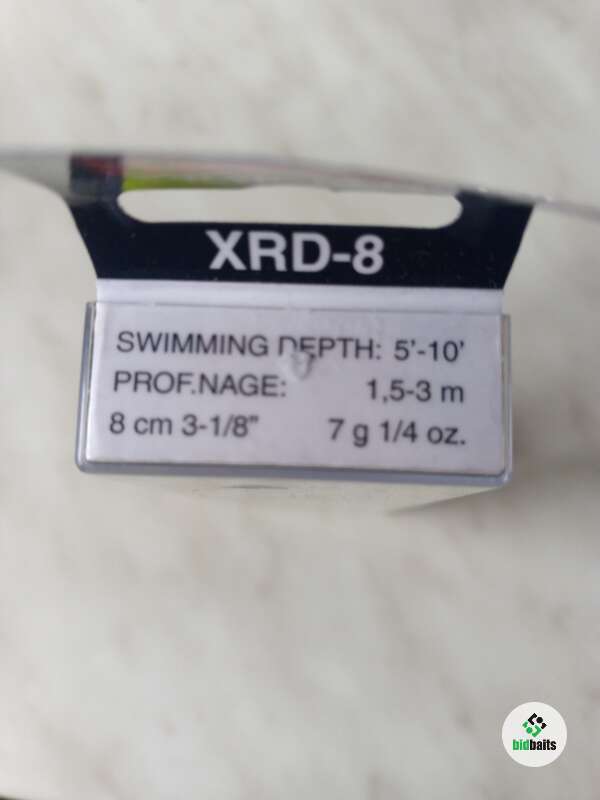 XRD-8
SWIMMING DEPTH: 5'-10'
PROF.NAGE: 1,5-3 m
8 cm 3-1/8" 7 g 1/4 oz.
bidbaits